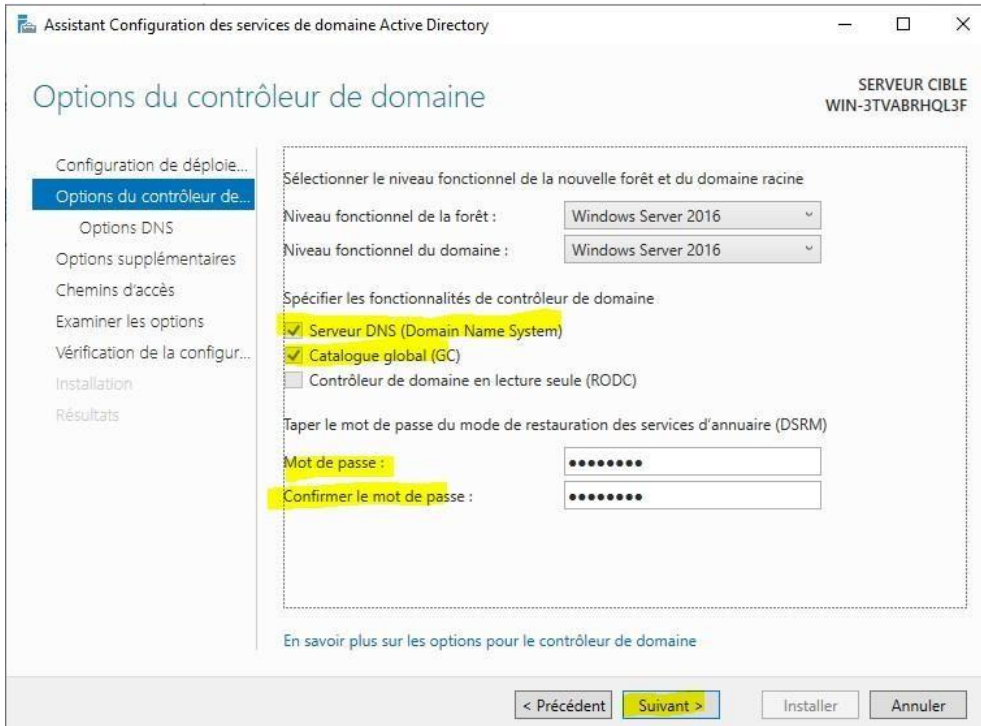 Assistant Configuration des services de domaine Active Directory
Options du contrôleur de domaine
SERVEUR CIBLE
WIN-3TVABRHQL3F
Configuration de déploie...
Options du contrôleur de...
Options DNS
Options supplémentaires
Chemins d'accès
Examiner les options
Vérification de la configur...
Installation
Résultats
Sélectionner le niveau fonctionnel de la nouvelle forêt et du domaine racine
Niveau fonctionnel de la forêt : Windows Server 2016
Niveau fonctionnel du domaine : Windows Server 2016
Spécifier les fonctionnalités de contrôleur de domaine
Serveur DNS (Domain Name System)
Catalogue global (GC)
Contrôleur de domaine en lecture seule (RODC)
Taper le mot de passe du mode de restauration des services d'annuaire (DSRM)
Mot de passe : ••••••••
Confirmer le mot de passe : ••••••••
En savoir plus sur les options pour le contrôleur de domaine
< Précédent Suivant > Installer Annuler